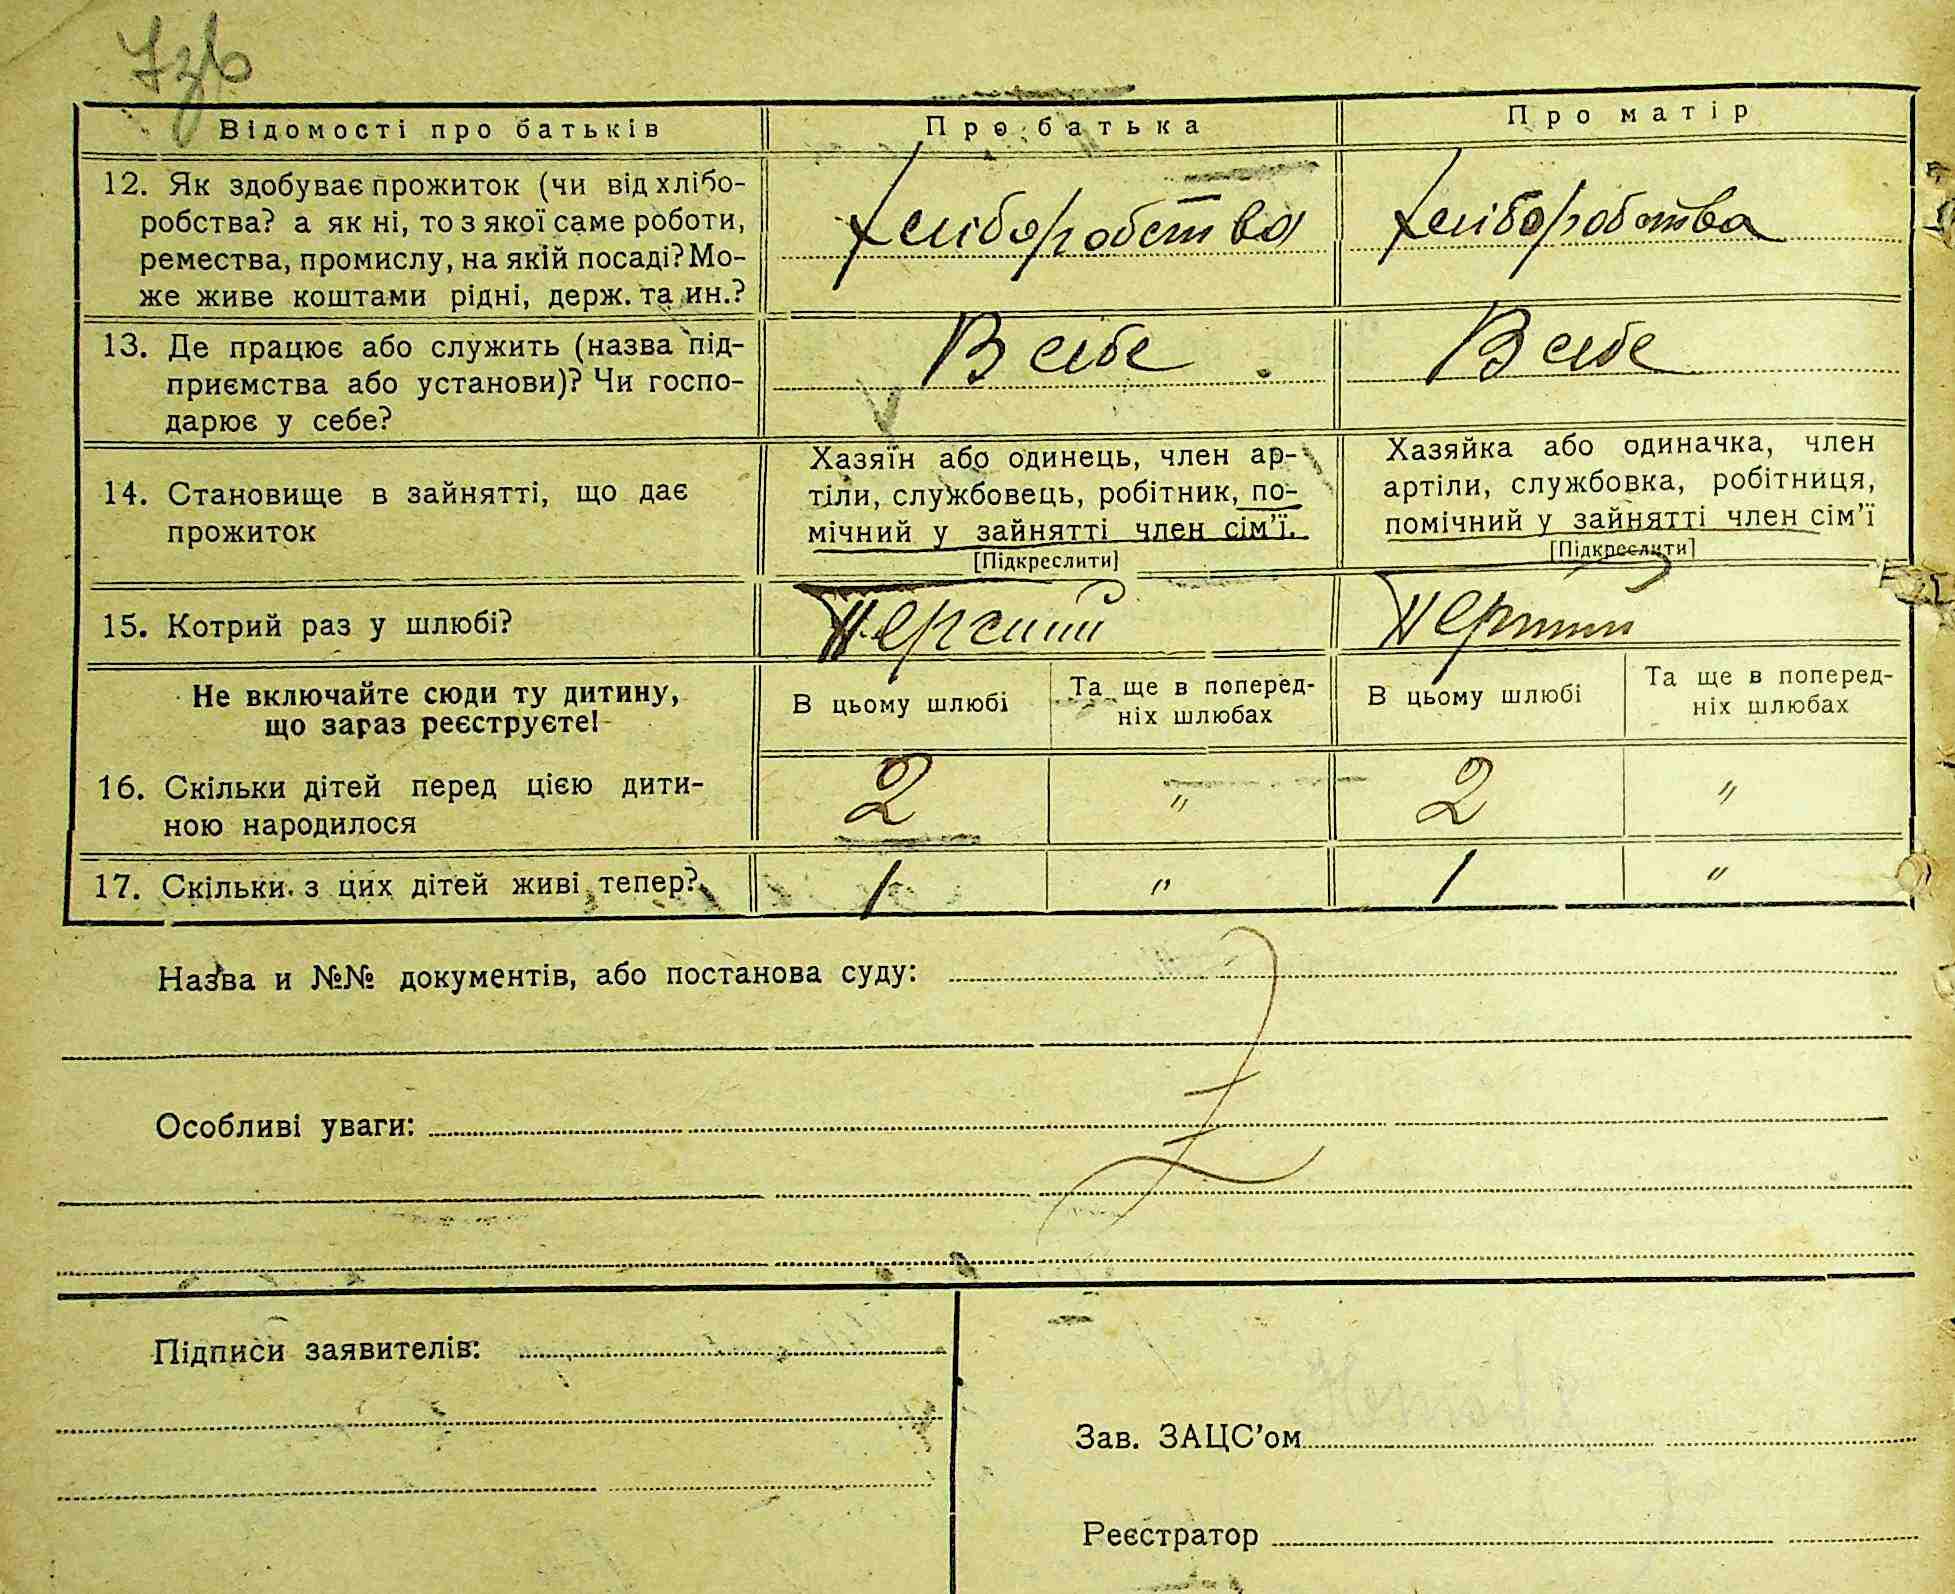 Відомості про батьків Про батька Про матір
12. Як здобуває прожиток (чи від хлібо-
робства? а як ні, то з якої саме роботи,
ремества, промислу, на якій посаді? Мо-
же живе коштами рідні, держ. та ин.?
хліборобства хліборобства
13. Де працює або служить (назва під-
приємства або установи)? Чи госпо-
дарює у себе?
В себе В себе
14. Становище в зайнятті, що дає
прожиток
Хазяїн або одинець, член ар-
тіли, службовець, робітник, по-
мічний у зайнятті член сім'ї.
[Підкреслити]
Хазяйка або одиначка, член
артіли, службовка, робітниця,
помічний у зайнятті член сім'ї
[Підкреслити]
15. Котрий раз у шлюбі? Перший Перший
Не включайте сюди ту дитину,
що зараз реєструєте!
В цьому шлюбі
Та ще в поперед-
ніх шлюбах
В цьому шлюбі
Та ще в поперед-
ніх шлюбах
16. Скільки дітей перед цією дити-
ною народилося
2 " 2 "
17. Скільки з цих дітей живі тепер? 1 " 1 "
Назва и №№ документів, або постанова суду:
Особливі уваги:
Підписи заявителів:
Зав. ЗАЦС'ом
Реєстратор